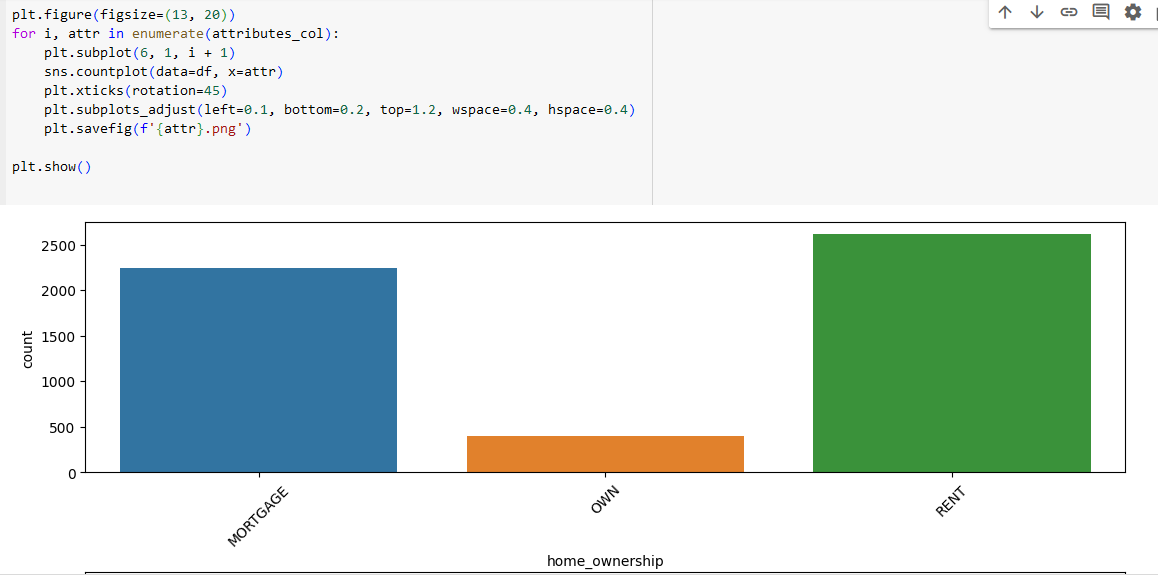 plt.figure(figsize=(13, 20))
for i, attr in enumerate(attributes_col):
    plt.subplot(6, 1, i + 1)
    sns.countplot(data=df, x=attr)
    plt.xticks(rotation=45)
    plt.subplots_adjust(left=0.1, bottom=0.2, top=1.2, wspace=0.4, hspace=0.4)
    plt.savefig(f'{attr}.png')
plt.show()
2500
2000
1500
1000
500
0
count
MORTGAGE
OWN
RENT
home_ownership